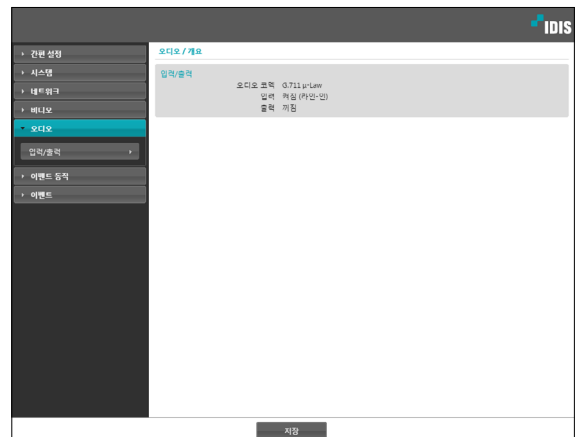 IDIS
간편 설정
시스템
네트워크
비디오
오디오
입력/출력
이벤트 동작
이벤트
오디오 / 개요
입력/출력
오디오 코덱 G.711 μ-Law
입력 켜짐 (라인-인)
출력 꺼짐
저장